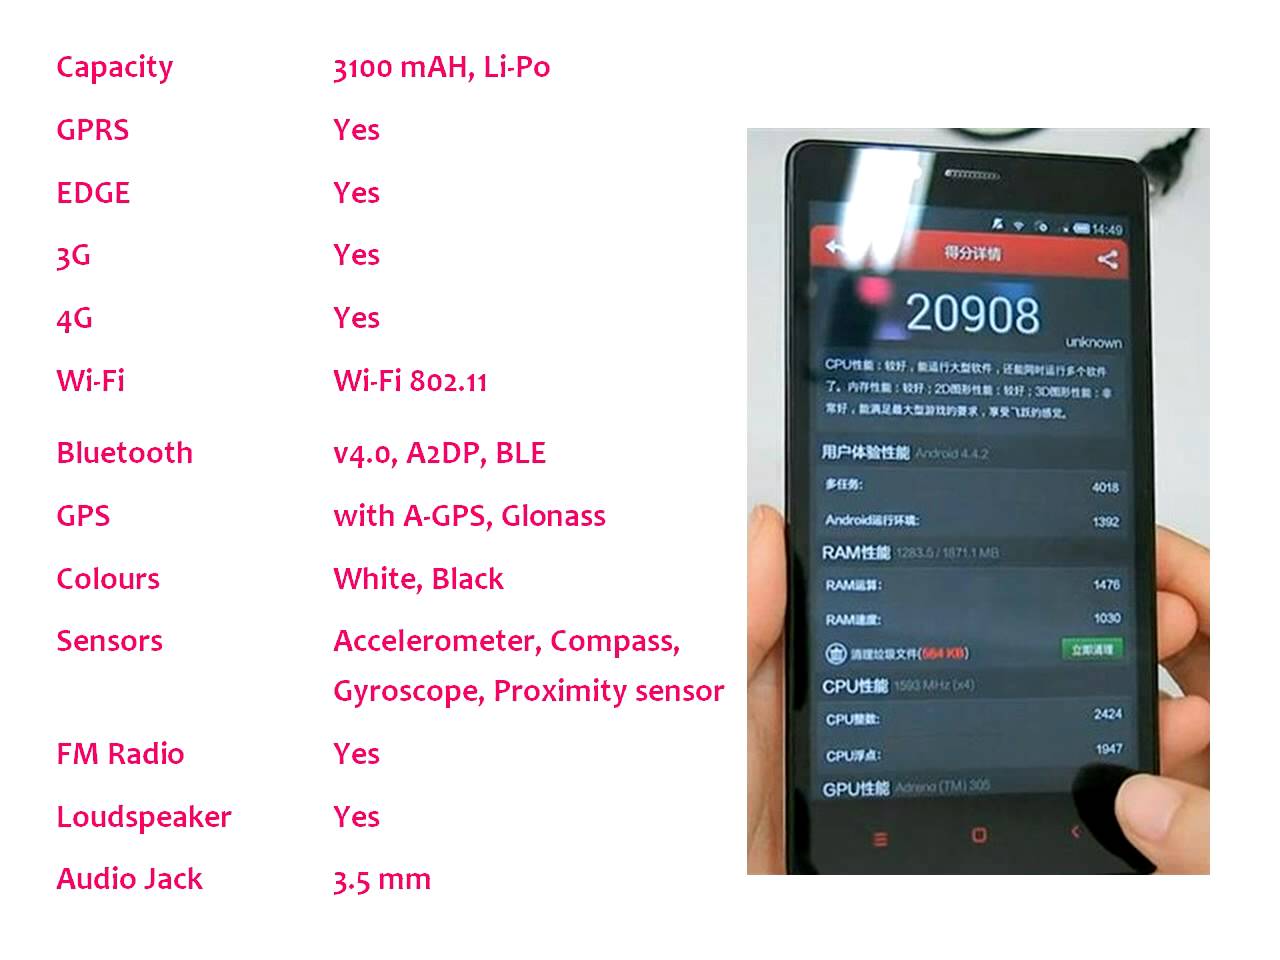 Capacity 3100 mAH, Li-Po
GPRS Yes
EDGE Yes
3G Yes
4G Yes
Wi-Fi Wi-Fi 802.11
Bluetooth v4.0, A2DP, BLE
GPS with A-GPS, Glonass
Colours White, Black
Sensors Accelerometer, Compass,
Gyroscope, Proximity sensor
FM Radio Yes
Loudspeaker Yes
Audio Jack 3.5 mm
14:49
得分详情
20908
unknown
CPU性能：较好，能运行大型软件，还能同时运行多个软件
了。内存性能：较好；2D图形性能：较好；3D图形性能：非
常好，能满足最大型游戏的要求，享受飞跃的感觉。
用户体验性能 Android 4.4.2
多任务: 4018
Android运行环境: 1392
RAM性能 1283.5 / 1871.1 MB
RAM运算: 1476
RAM速度: 1030
清理垃圾文件(564 KB) 立即清理
CPU性能 1593 MHz (x4)
CPU整数: 2424
CPU浮点: 1947
GPU性能 Adreno (TM) 305